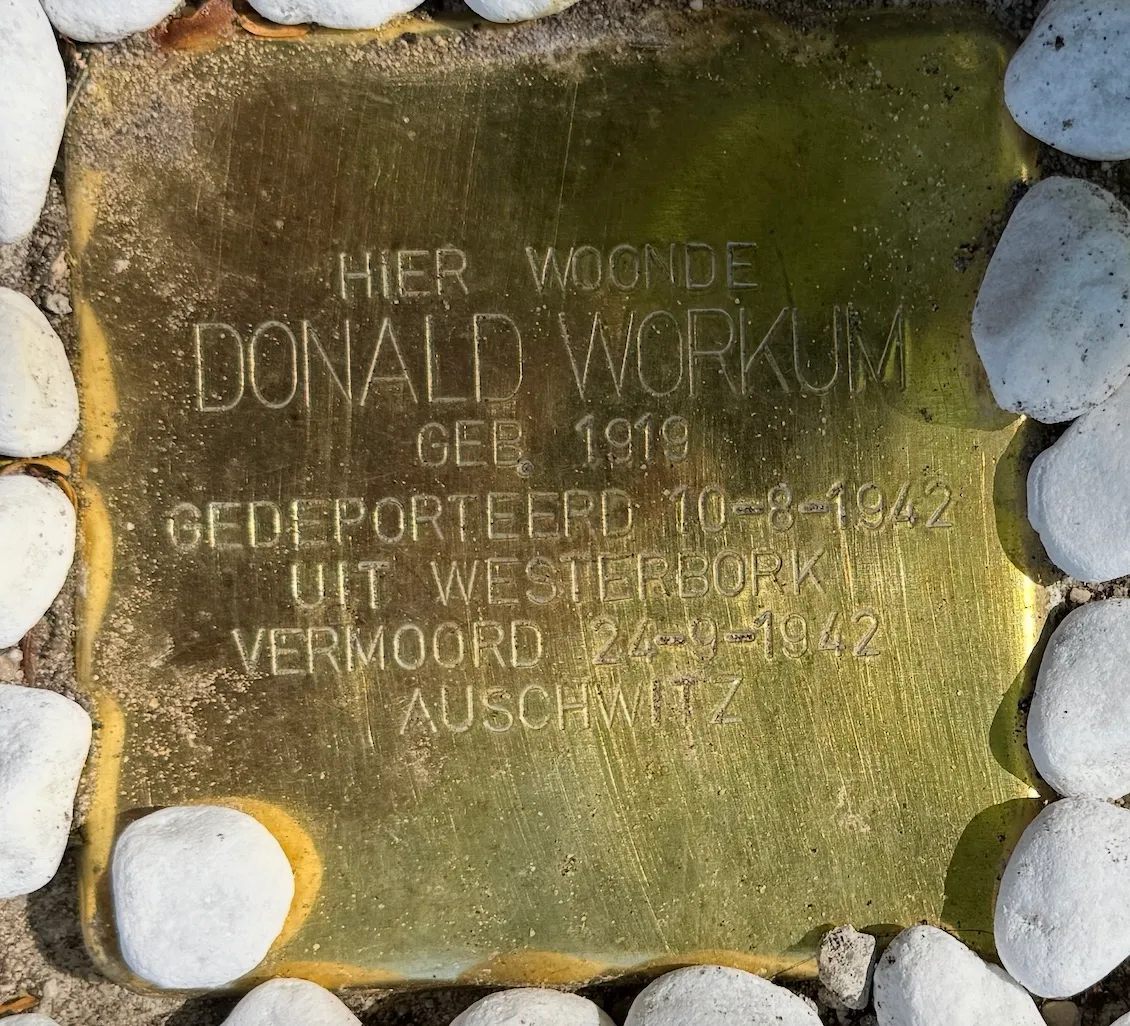 HIER WOONDE
DONALD WORKUM
GEB. 1919
GEDEPORTEERD 10-8-1942
UIT WESTERBORK
VERMOORD 24-9-1942
AUSCHWITZ